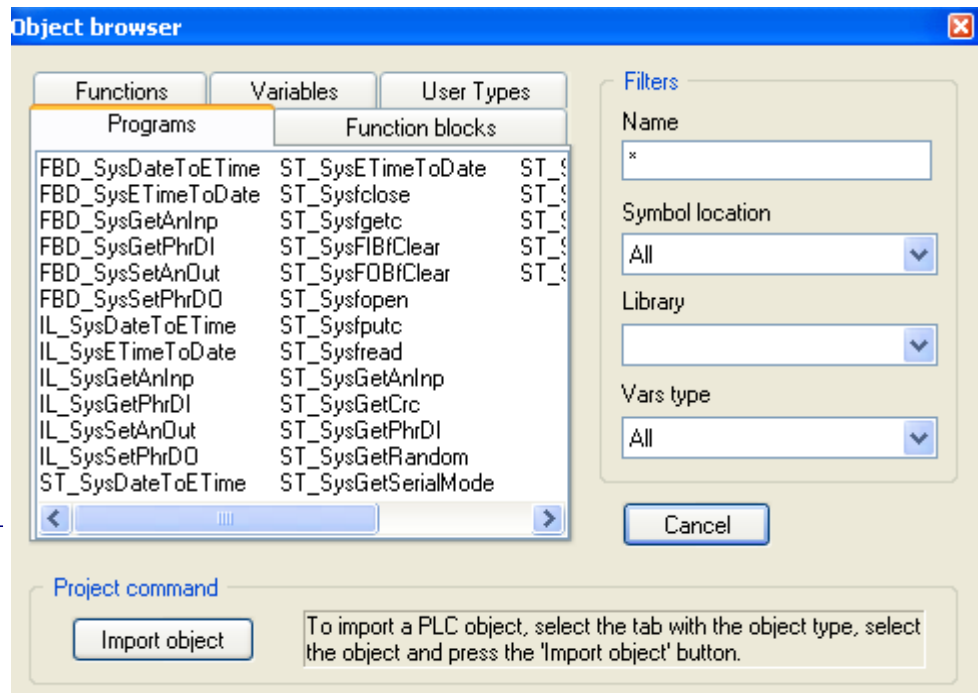 Object browser
Functions
Variables
User Types
Programs
Function blocks
FBD_SysDateToETime
FBD_SysETimeToDate
FBD_SysGetAnInp
FBD_SysGetPhrDI
FBD_SysSetAnOut
FBD_SysSetPhrDO
IL_SysDateToETime
IL_SysETimeToDate
IL_SysGetAnInp
IL_SysGetPhrDI
IL_SysSetAnOut
IL_SysSetPhrDO
ST_SysDateToETime
ST_SysETimeToDate
ST_Sysfclose
ST_Sysfgetc
ST_SysFIBfClear
ST_SysFOBfClear
ST_Sysfopen
ST_Sysfputc
ST_Sysfread
ST_SysGetAnInp
ST_SysGetCrc
ST_SysGetPhrDI
ST_SysGetRandom
ST_SysGetSerialMode
Filters
Name
*
Symbol location
All
Library
Vars type
All
Cancel
Project command
Import object
To import a PLC object, select the tab with the object type, select
the object and press the 'Import object' button.